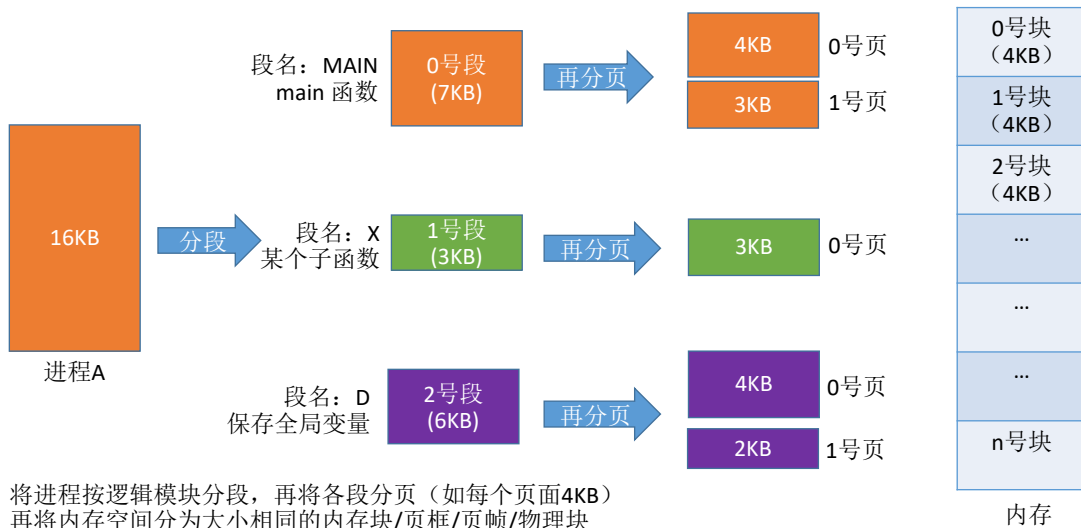 段名：MAIN
main 函数
0号段
(7KB)
再分页
4KB
0号页
3KB
1号页
16KB
进程A
分段
段名：X
某个子函数
1号段
(3KB)
再分页
3KB
0号页
段名：D
保存全局变量
2号段
(6KB)
再分页
4KB
0号页
2KB
1号页
0号块
（4KB）
1号块
（4KB）
2号块
（4KB）
...
...
...
n号块
内存
将进程按逻辑模块分段，再将各段分页（如每个页面4KB）
再将内存空间分为大小相同的内存块/页框/页帧/物理块